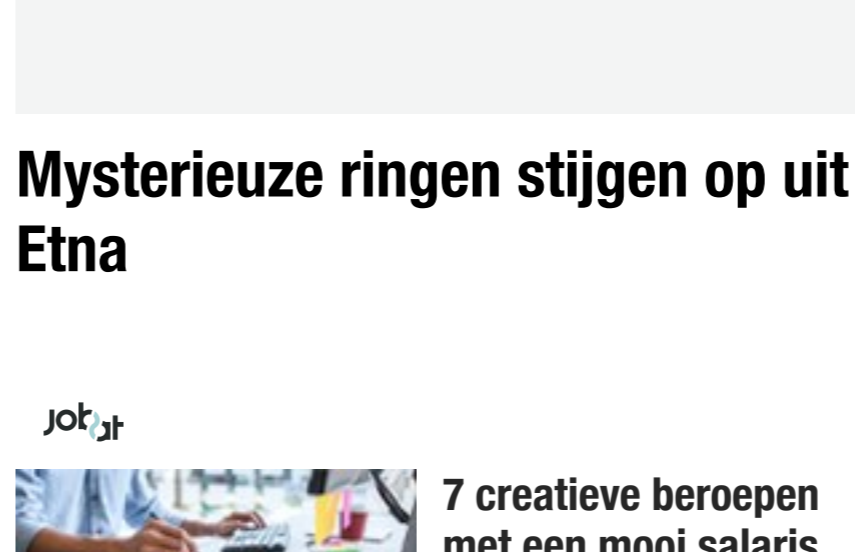 Mysterieuze ringen stijgen op uit
Etna
jobat
7 creatieve beroepen
met een mooi salaris